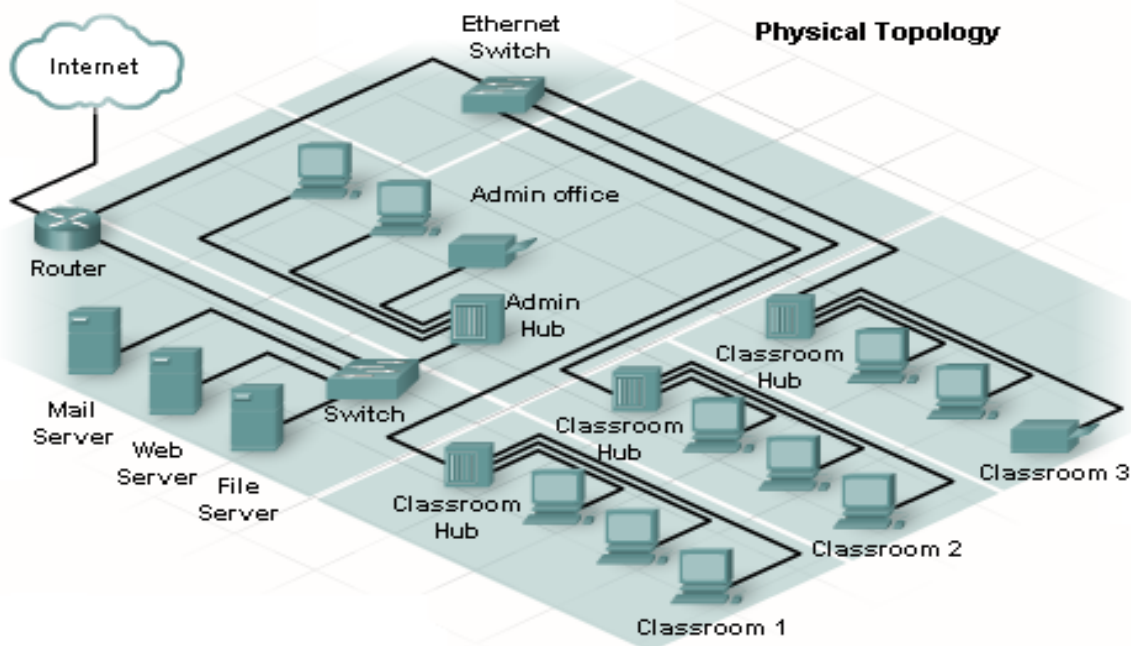 Physical Topology
Ethernet
Switch
Internet
Admin office
Router
Admin
Hub
Mail
Server
Web
Server
File
Server
Switch
Classroom
Hub
Classroom
Hub
Classroom
Hub
Classroom 3
Classroom 2
Classroom 1